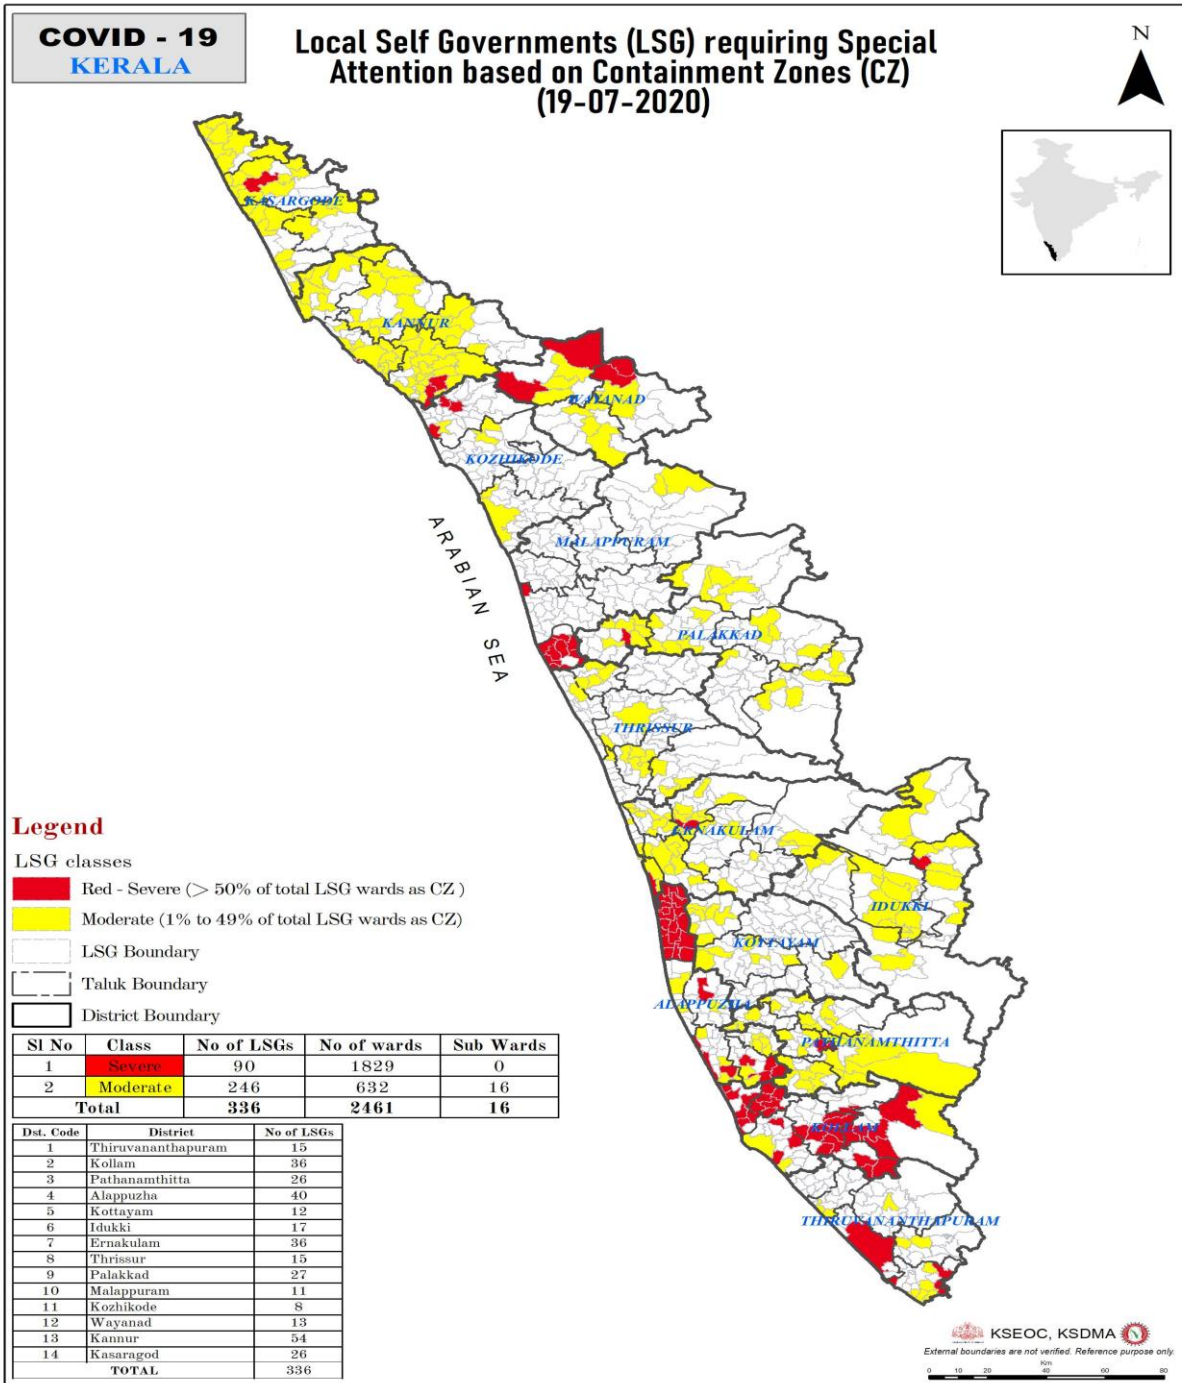 COVID - 19
KERALA
Local Self Governments (LSG) requiring Special
Attention based on Containment Zones (CZ)
(19-07-2020)
N
KASARGODE
KANNUR
WAYANAD
KOZHIKODE
MALAPPURAM
ARABIAN SEA
PALAKKAD
THRISSUR
ERNAKULAM
IDUKKI
KOTTAYAM
ALAPPUZHA
PATHANAMTHITTA
KOLLAM
THIRUVANANTHAPURAM
Legend
LSG classes
Red - Severe (> 50% of total LSG wards as CZ )
Moderate (1% to 49% of total LSG wards as CZ)
LSG Boundary
Taluk Boundary
District Boundary
Sl No Class No of LSGs No of wards Sub Wards
1 Severe 90 1829 0
2 Moderate 246 632 16
Total 336 2461 16
Dst. Code District No of LSGs
1 Thiruvananthapuram 15
2 Kollam 36
3 Pathanamthitta 26
4 Alappuzha 40
5 Kottayam 12
6 Idukki 17
7 Ernakulam 36
8 Thrissur 15
9 Palakkad 27
10 Malappuram 11
11 Kozhikode 8
12 Wayanad 13
13 Kannur 54
14 Kasaragod 26
TOTAL 336
KSEOC, KSDMA
External boundaries are not verified. Reference purpose only.
Km
0 10 20 40 60 80